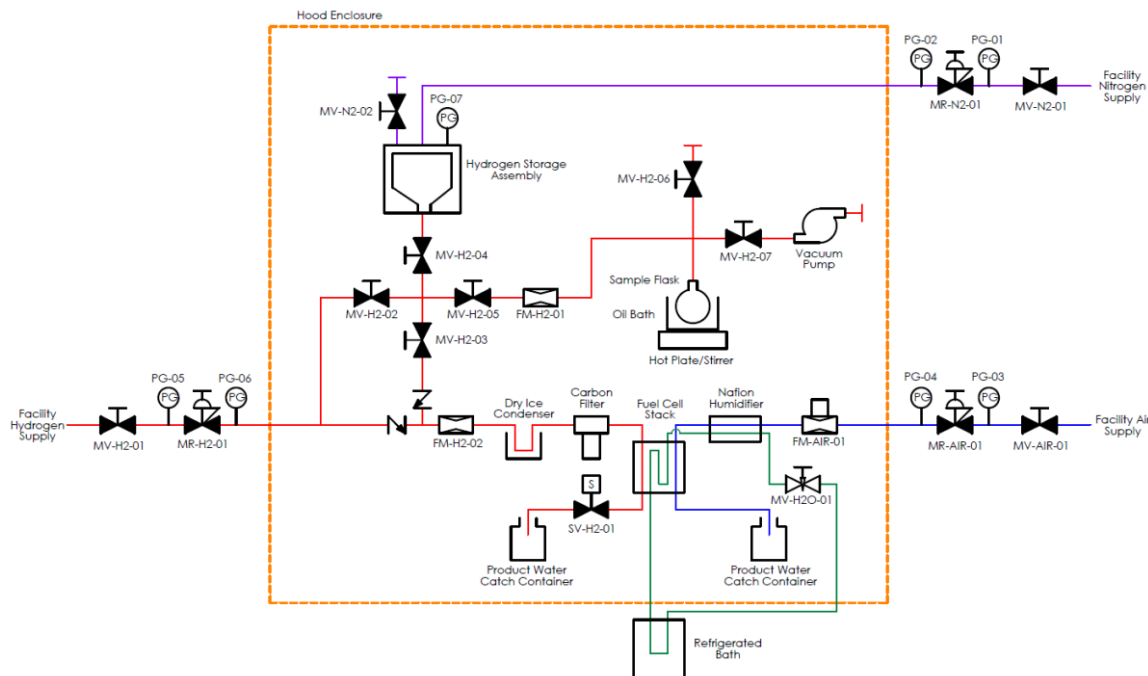 Hood Enclosure
PG-02
PG-01
PG
PG
MR-N2-01
MV-N2-01
Facility
Nitrogen
Supply
MV-N2-02
PG-07
PG
Hydrogen Storage
Assembly
MV-H2-06
MV-H2-04
MV-H2-07
Vacuum
Pump
Sample Flask
Oil Bath
Hot Plate/Stirrer
MV-H2-02
MV-H2-05
FM-H2-01
MV-H2-03
PG-05
PG-06
PG
PG
Facility
Hydrogen
Supply
MV-H2-01
MR-H2-01
FM-H2-02
Dry Ice
Condenser
Carbon
Filter
Fuel Cell
Stack
Nafion
Humidifier
FM-AIR-01
PG-04
PG-03
PG
PG
MR-AIR-01
MV-AIR-01
Facility Air
Supply
S
SV-H2-01
MV-H2O-01
Product Water
Catch Container
Product Water
Catch Container
Refrigerated
Bath